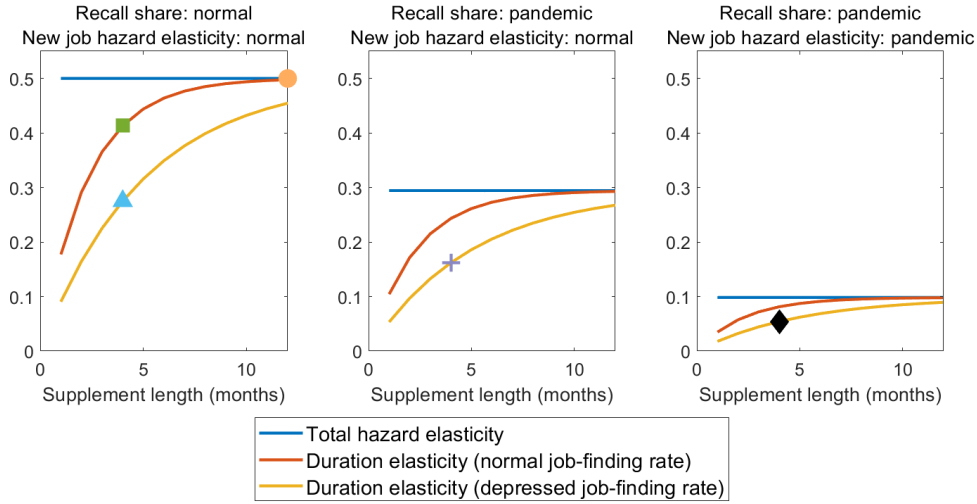 Recall share: normal
New job hazard elasticity: normal
Recall share: pandemic
New job hazard elasticity: normal
Recall share: pandemic
New job hazard elasticity: pandemic
0.5
0.4
0.3
0.2
0.1
0
0
5
10
Supplement length (months)
0.5
0.4
0.3
0.2
0.1
0
0
5
10
Supplement length (months)
0.5
0.4
0.3
0.2
0.1
0
0
5
10
Supplement length (months)
Total hazard elasticity
Duration elasticity (normal job-finding rate)
Duration elasticity (depressed job-finding rate)